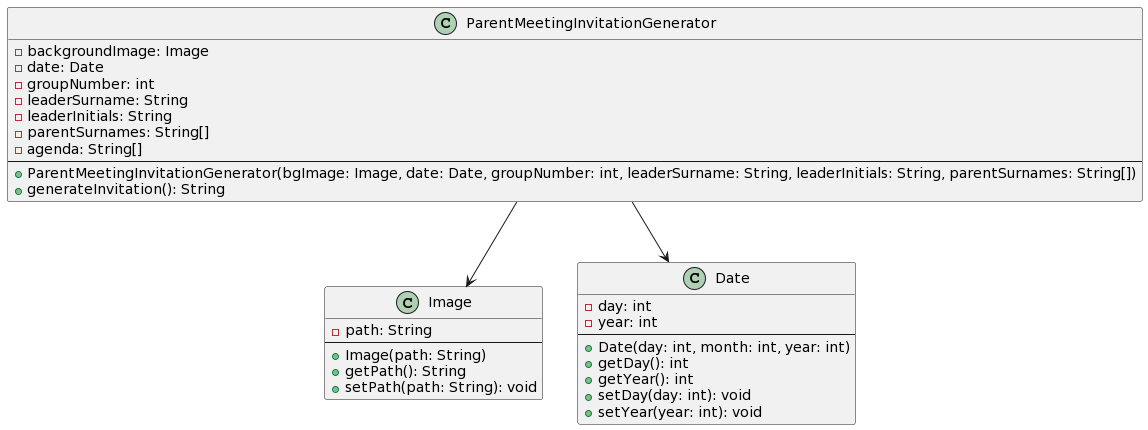 C ParentMeetingInvitationGenerator
backgroundImage: Image
date: Date
groupNumber: int
leaderSurname: String
leaderInitials: String
parentSurnames: String[]
agenda: String[]
ParentMeetingInvitationGenerator(bgImage: Image, date: Date, groupNumber: int, leaderSurname: String, leaderInitials: String, parentSurnames: String[])
generateInvitation(): String
C Image
path: String
Image(path: String)
getPath(): String
setPath(path: String): void
C Date
day: int
year: int
Date(day: int, month: int, year: int)
getDay(): int
getYear(): int
setDay(day: int): void
setYear(year: int): void